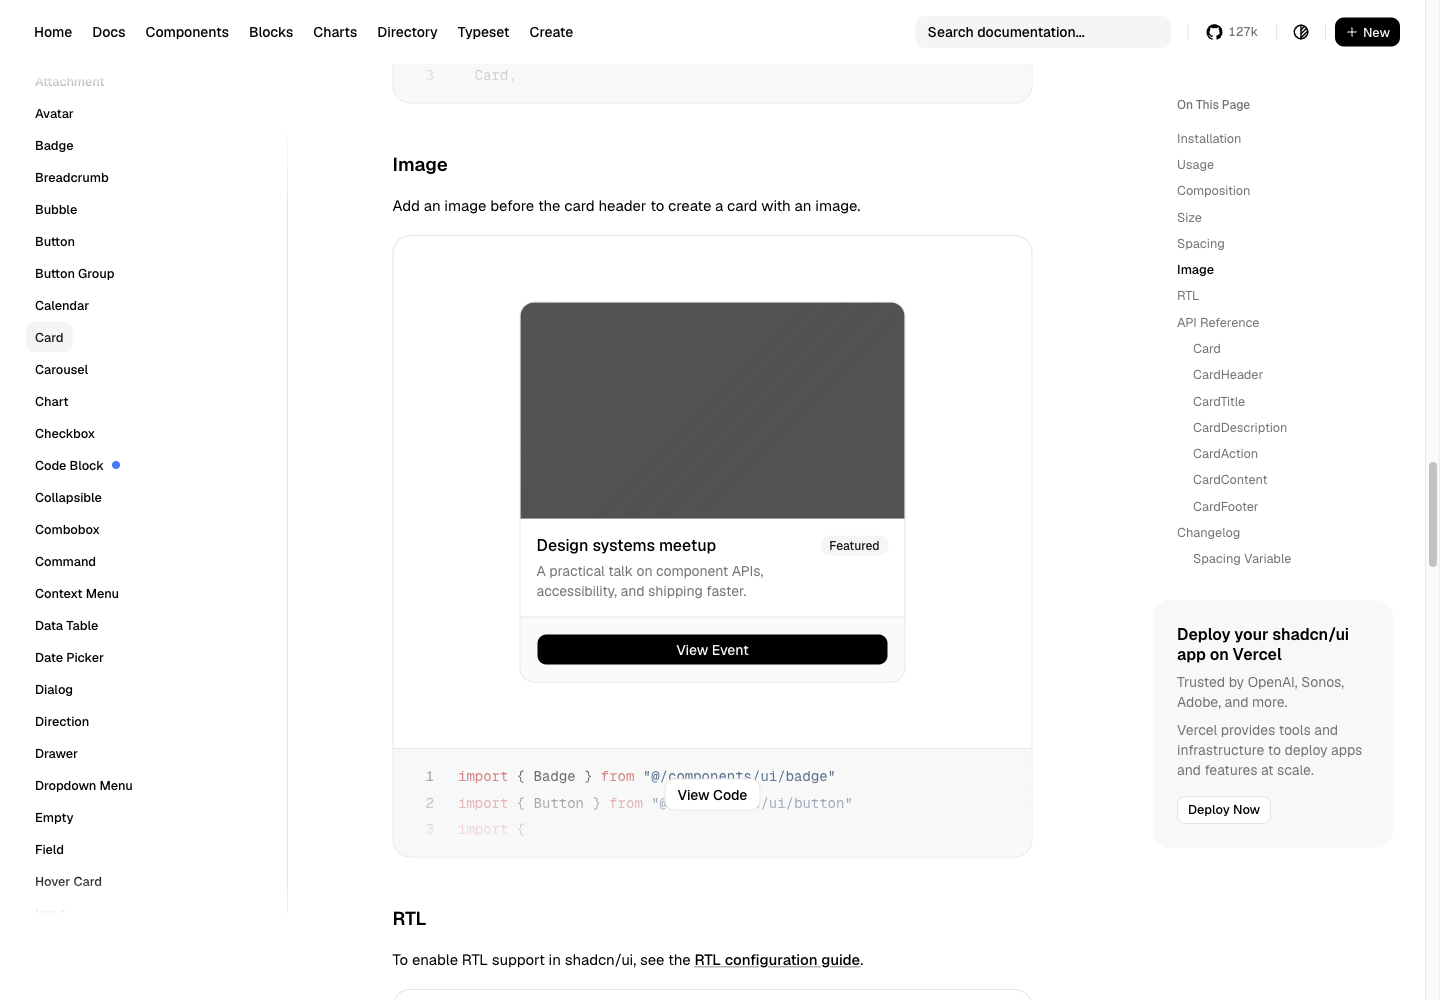 Home Docs Components Blocks Charts Directory Typeset Create
Search documentation...
127k
New
Attachment
Avatar
Badge
Breadcrumb
Bubble
Button
Button Group
Calendar
Card
Carousel
Chart
Checkbox
Code Block
Collapsible
Combobox
Command
Context Menu
Data Table
Date Picker
Dialog
Direction
Drawer
Dropdown Menu
Empty
Field
Hover Card
3 Card,
Image
Add an image before the card header to create a card with an image.
Design systems meetup
Featured
A practical talk on component APIs,
accessibility, and shipping faster.
View Event
1 import { Badge } from "@/components/ui/badge"
2 import { Button } from "@ /ui/button"
View Code
3 import {
RTL
To enable RTL support in shadcn/ui, see the RTL configuration guide.
On This Page
Installation
Usage
Composition
Size
Spacing
Image
RTL
API Reference
Card
CardHeader
CardTitle
CardDescription
CardAction
CardContent
CardFooter
Changelog
Spacing Variable
Deploy your shadcn/ui
app on Vercel
Trusted by OpenAI, Sonos,
Adobe, and more.
Vercel provides tools and
infrastructure to deploy apps
and features at scale.
Deploy Now